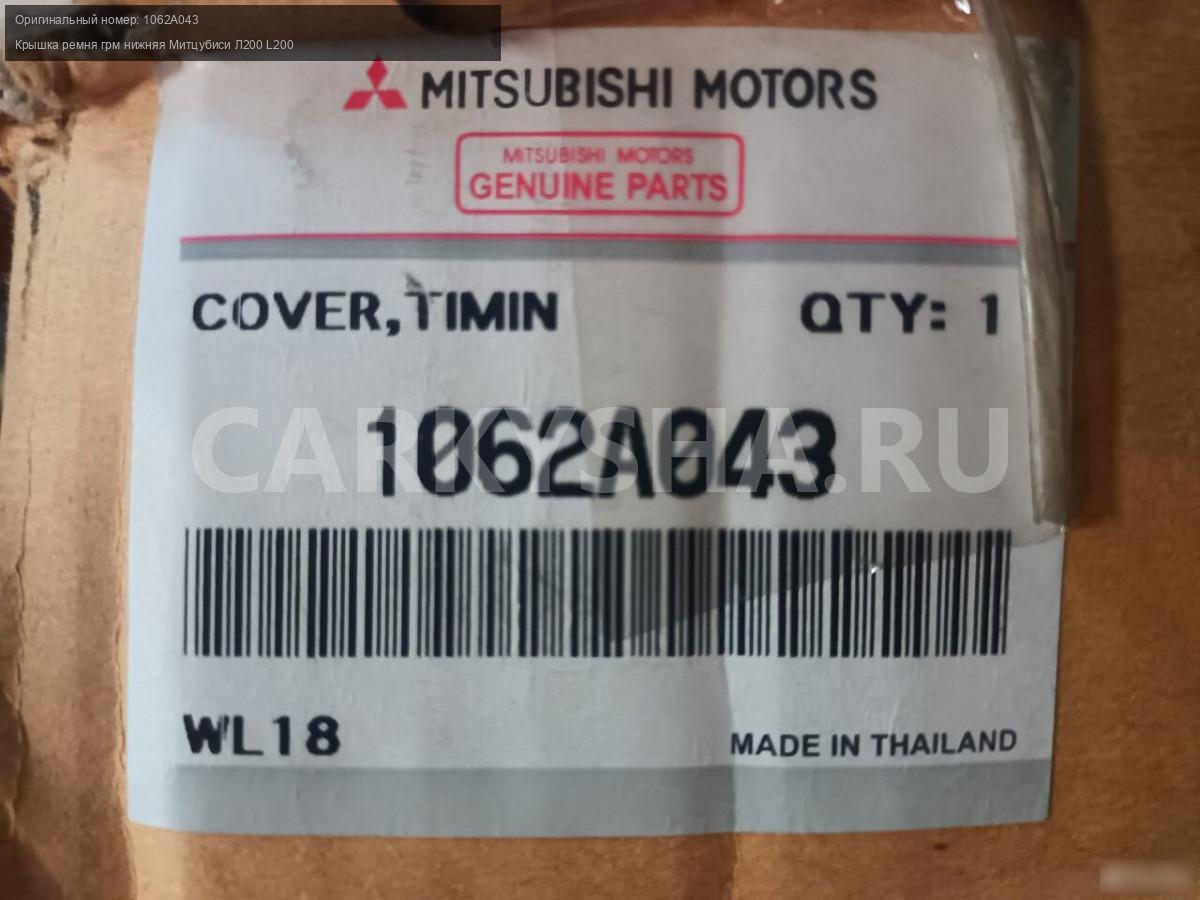 Оригинальный номер: 1062A043
Крышка ремня грм нижняя Митцубиси Л200 L200
MITSUBISHI MOTORS
MITSUBISHI MOTORS
GENUINE PARTS
COVER,TIMIN QTY: 1
1062A043
CARKYSHA.RU
WL18 MADE IN THAILAND